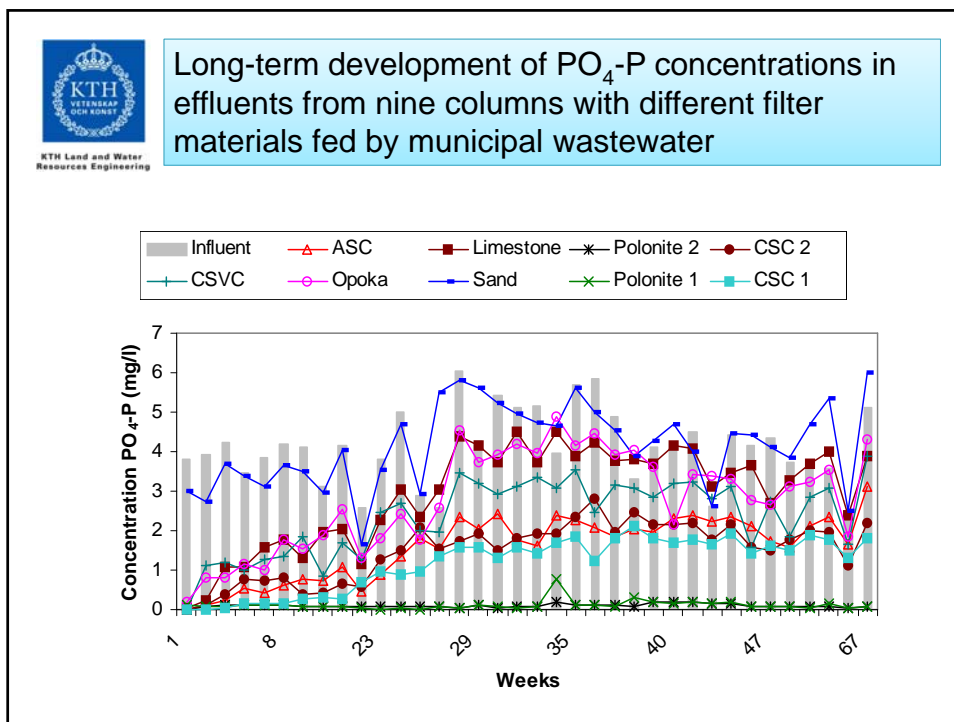 KTH
VETENSKAP
OCH KONST
KTH Land and Water
Resources Engineering
Long-term development of PO4-P concentrations in
effluents from nine columns with different filter
materials fed by municipal wastewater
Influent ASC Limestone Polonite 2 CSC 2
CSVC Opoka Sand Polonite 1 CSC 1
Concentration PO4-P (mg/l)
7
6
5
4
3
2
1
0
1 8 23 29 35 40 47 67
Weeks